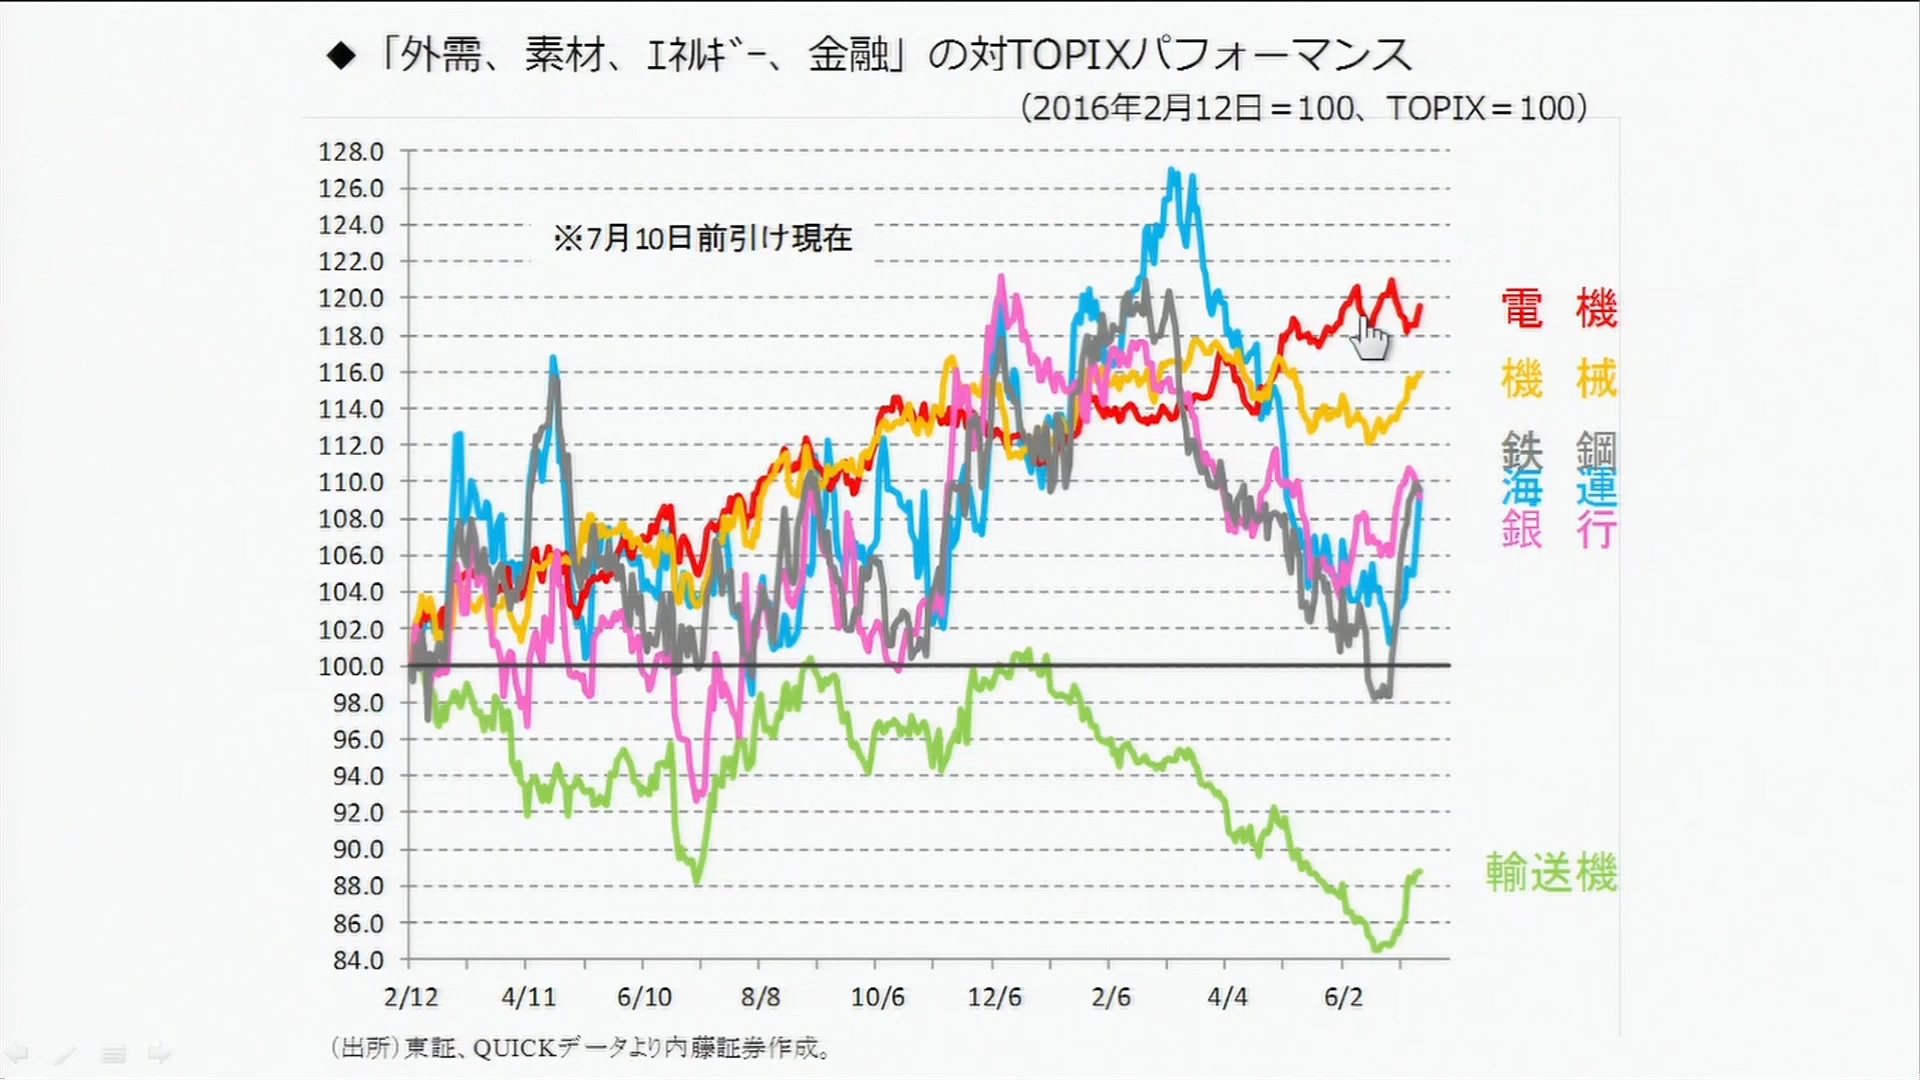 ◆「外需、素材、ｴﾈﾙｷﾞｰ、金融」の対TOPIXパフォーマンス
（2016年2月12日＝100、TOPIX＝100）
※7月10日前引け現在
128.0
126.0
124.0
122.0
120.0
118.0
116.0
114.0
112.0
110.0
108.0
106.0
104.0
102.0
100.0
98.0
96.0
94.0
92.0
90.0
88.0
86.0
84.0
電 機
機 械
鉄 鋼
海 運
銀 行
輸送機
2/12 4/11 6/10 8/8 10/6 12/6 2/6 4/4 6/2
（出所）東証、QUICKデータより内藤証券作成。